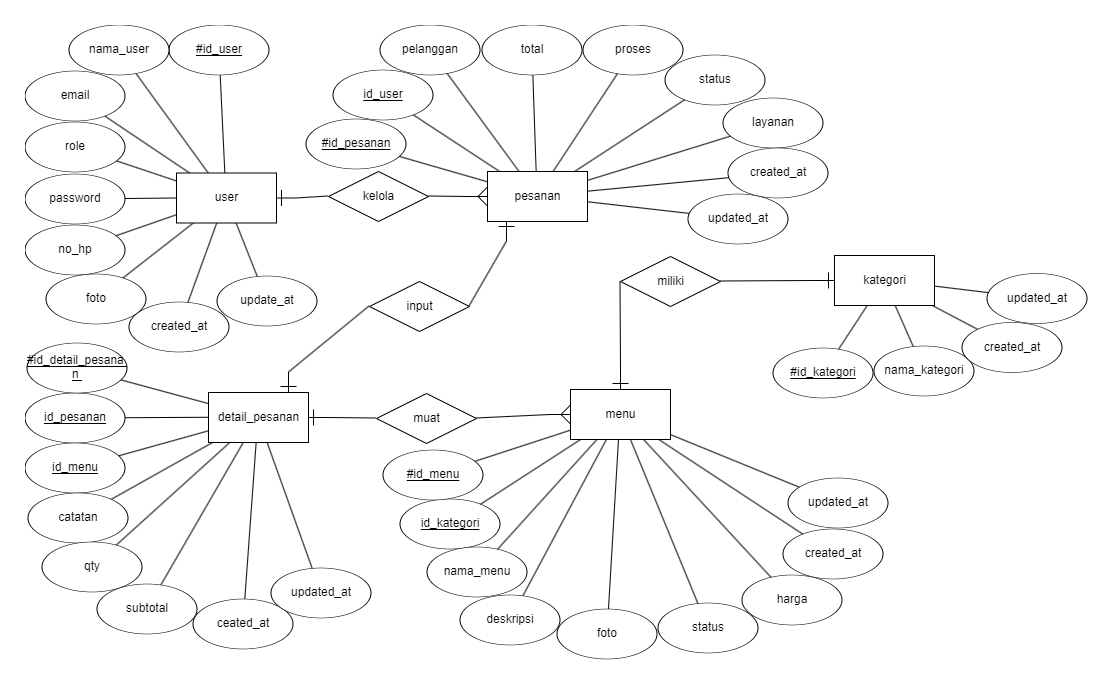 nama_user
#id_user
email
role
password
no_hp
foto
created_at
update_at
user
kelola
pelanggan
total
proses
status
id_user
#id_pesanan
layanan
created_at
updated_at
pesanan
input
miliki
kategori
updated_at
created_at
nama_kategori
#id_kategori
#id_detail_pesana
n
id_pesanan
id_menu
catatan
qty
subtotal
ceated_at
updated_at
detail_pesanan
muat
menu
#id_menu
id_kategori
nama_menu
deskripsi
foto
status
harga
created_at
updated_at